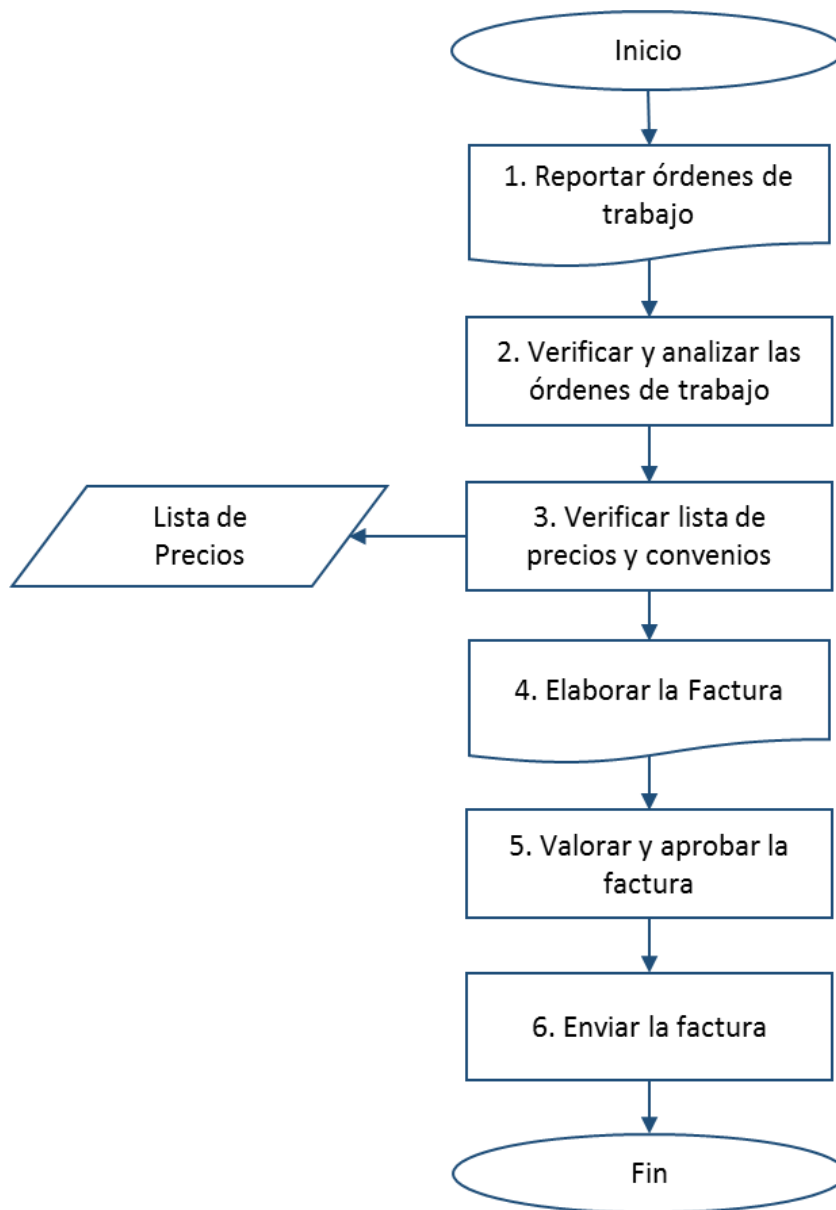 Inicio
1. Reportar órdenes de
trabajo
2. Verificar y analizar las
órdenes de trabajo
Lista de
Precios
3. Verificar lista de
precios y convenios
4. Elaborar la Factura
5. Valorar y aprobar la
factura
6. Enviar la factura
Fin